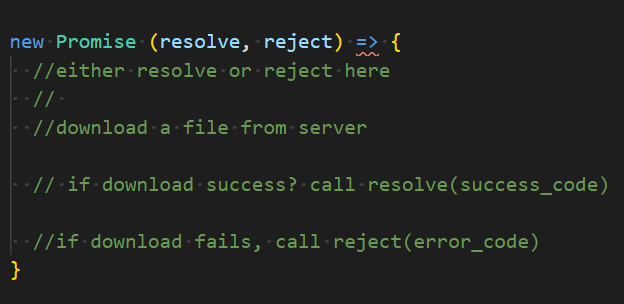 new Promise (resolve, reject) => {
  //either resolve or reject here
  //
  //download a file from server
  // if download success? call resolve(success_code)
  //if download fails, call reject(error_code)
}